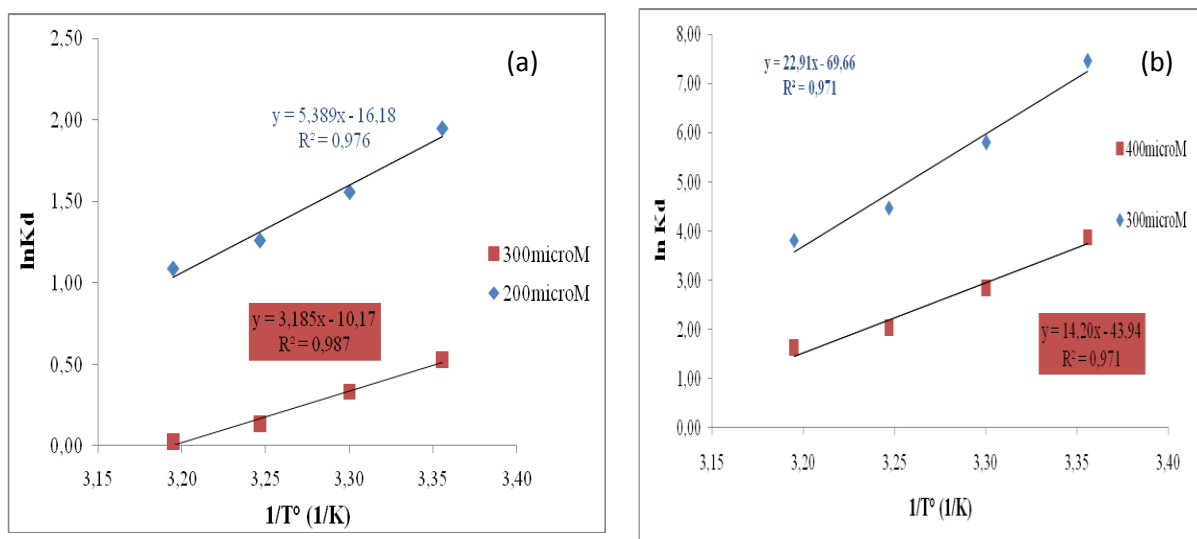 (a)
2,50
2,00
1,50
1,00
0,50
0,00
lnKd
y = 5,389x - 16,18
R² = 0,976
y = 3,185x - 10,17
R² = 0,987
300microM
200microM
3,15 3,20 3,25 3,30 3,35 3,40
1/T° (1/K)
(b)
8,00
7,00
6,00
5,00
4,00
3,00
2,00
1,00
0,00
ln Kd
y = 22,91x - 69,66
R² = 0,971
400microM
300microM
y = 14,20x - 43,94
R² = 0,971
3,15 3,20 3,25 3,30 3,35 3,40
1/T° (1/K)